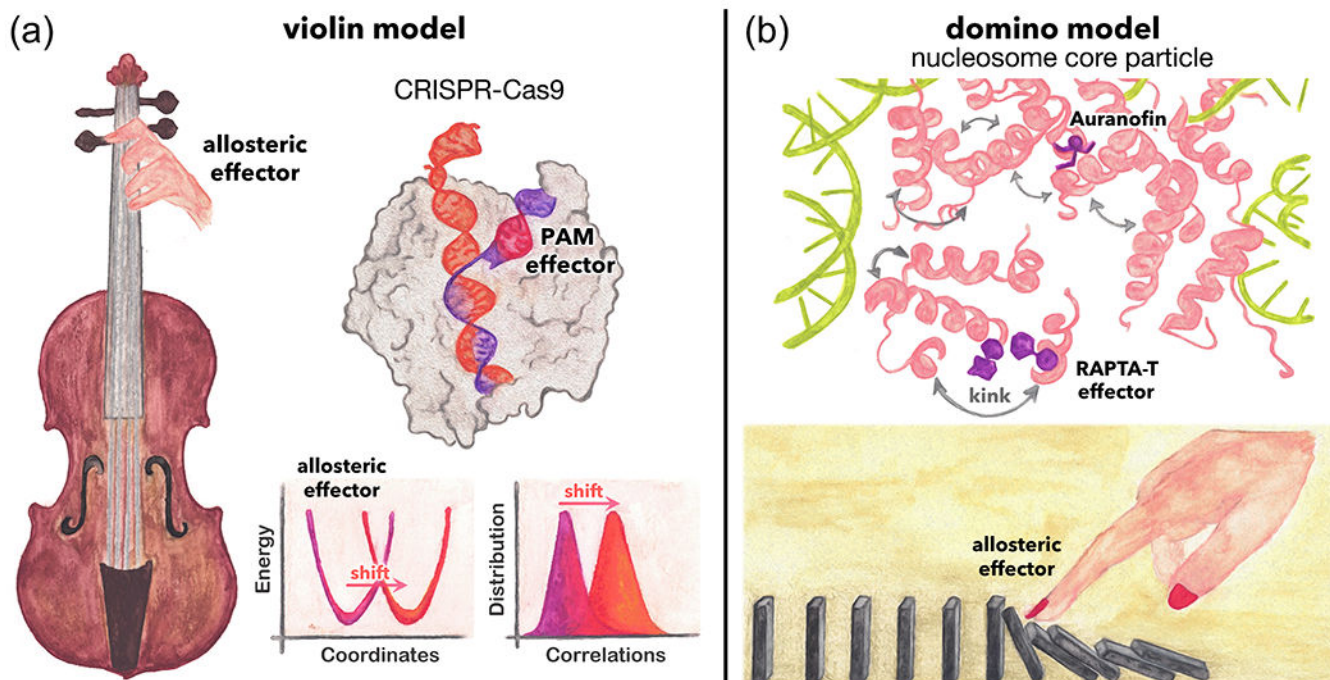 (a)
violin model
CRISPR-Cas9
allosteric
effector
PAM
effector
allosteric
effector
Energy
shift
Coordinates
Distribution
shift
Correlations
(b)
domino model
nucleosome core particle
Auranofin
RAPTA-T
effector
kink
allosteric
effector